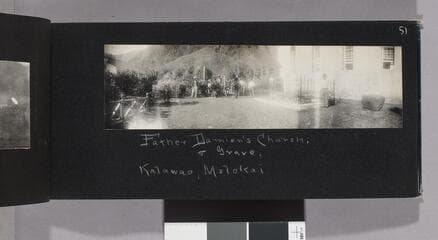 51
Father Damien's Church,
& Grave,
Kalawao, Molokai